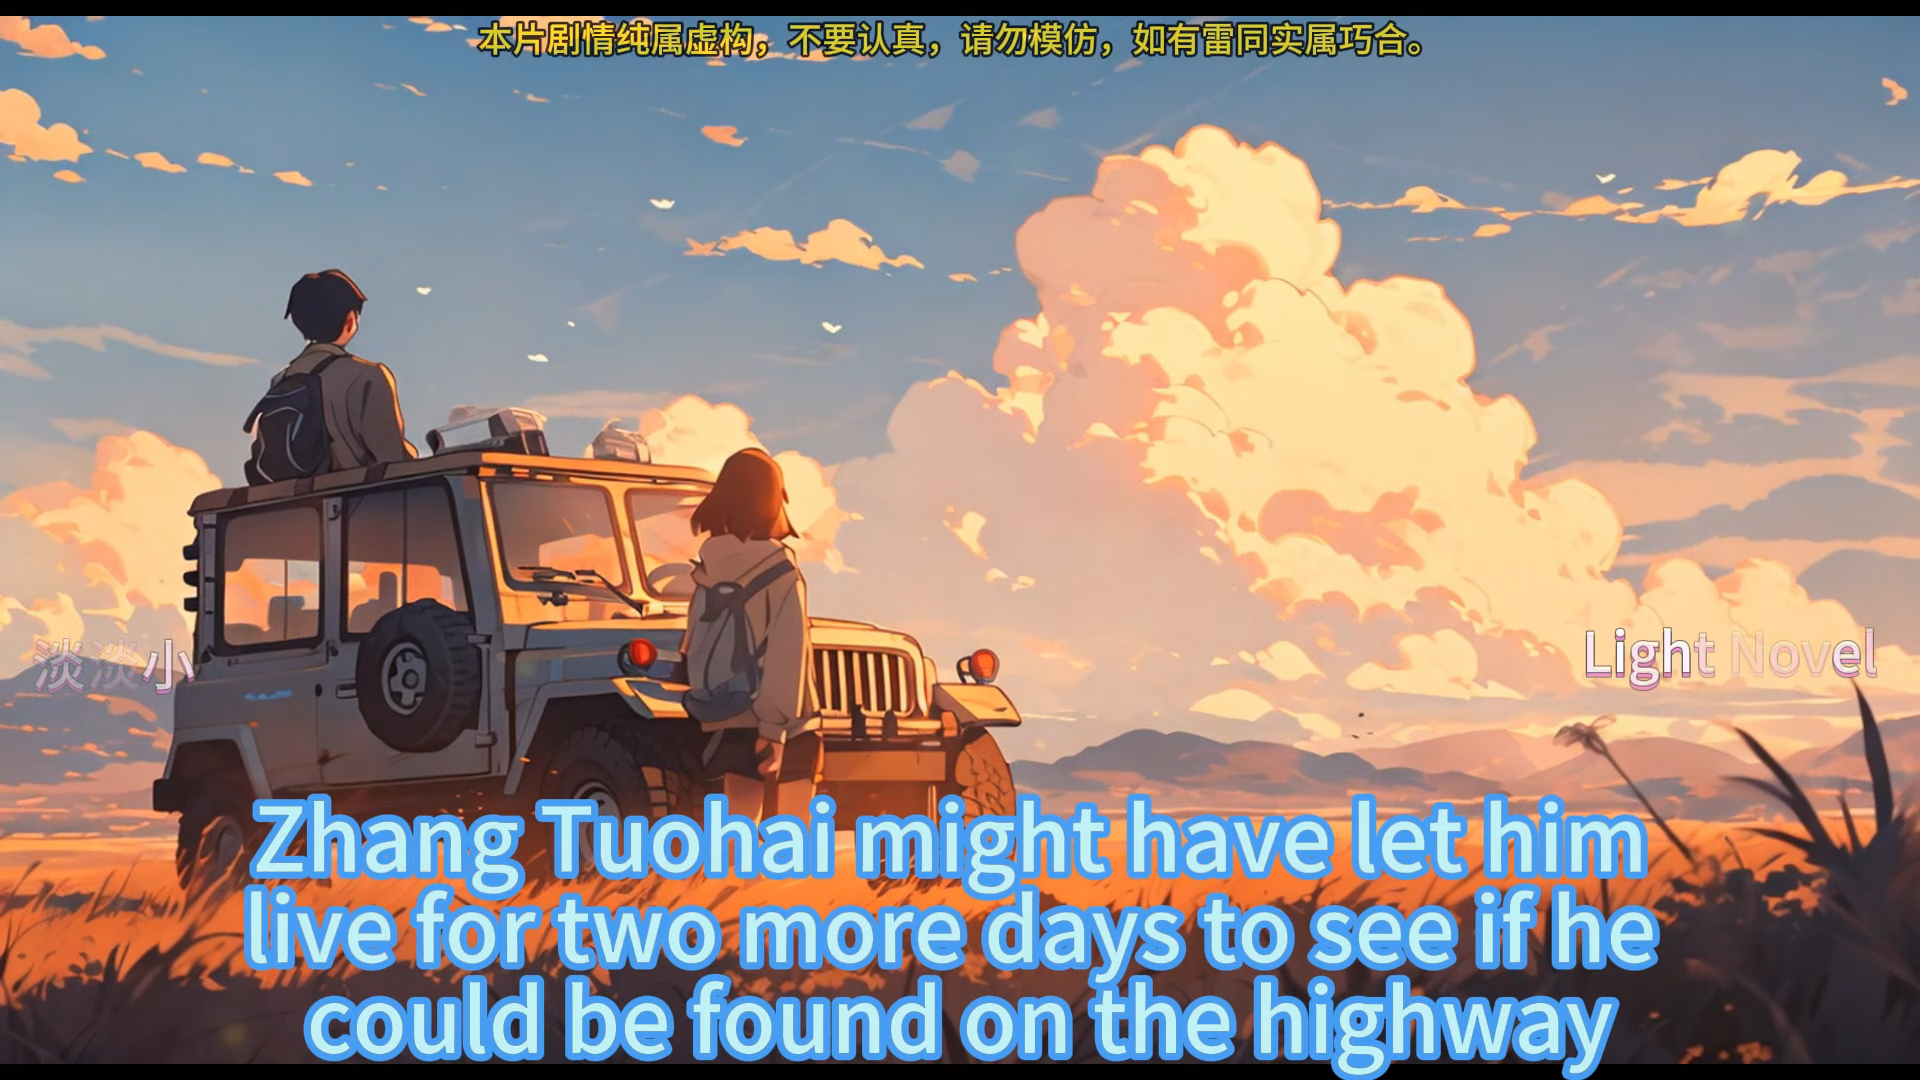 本片剧情纯属虚构，不要认真，请勿模仿，如有雷同实属巧合。
淡淡小
Light Novel
Zhang Tuohai might have let him
live for two more days to see if he
could be found on the highway